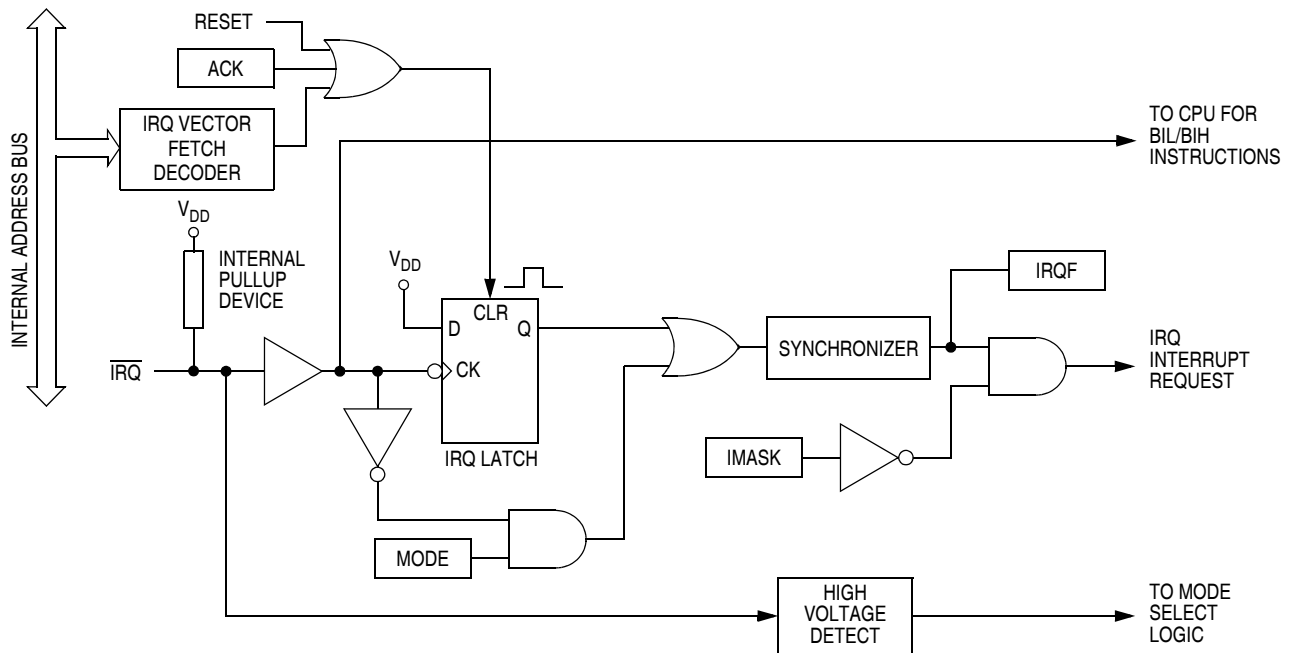 RESET
ACK
IRQ VECTOR
FETCH
DECODER
INTERNAL ADDRESS BUS
TO CPU FOR
BIL/BIH
INSTRUCTIONS
VDD
INTERNAL
PULLUP
DEVICE
VDD
CLR
D
Q
CK
IRQ LATCH
IRQ
SYNCHRONIZER
IRQF
IRQ
INTERRUPT
REQUEST
IMASK
MODE
HIGH
VOLTAGE
DETECT
TO MODE
SELECT
LOGIC